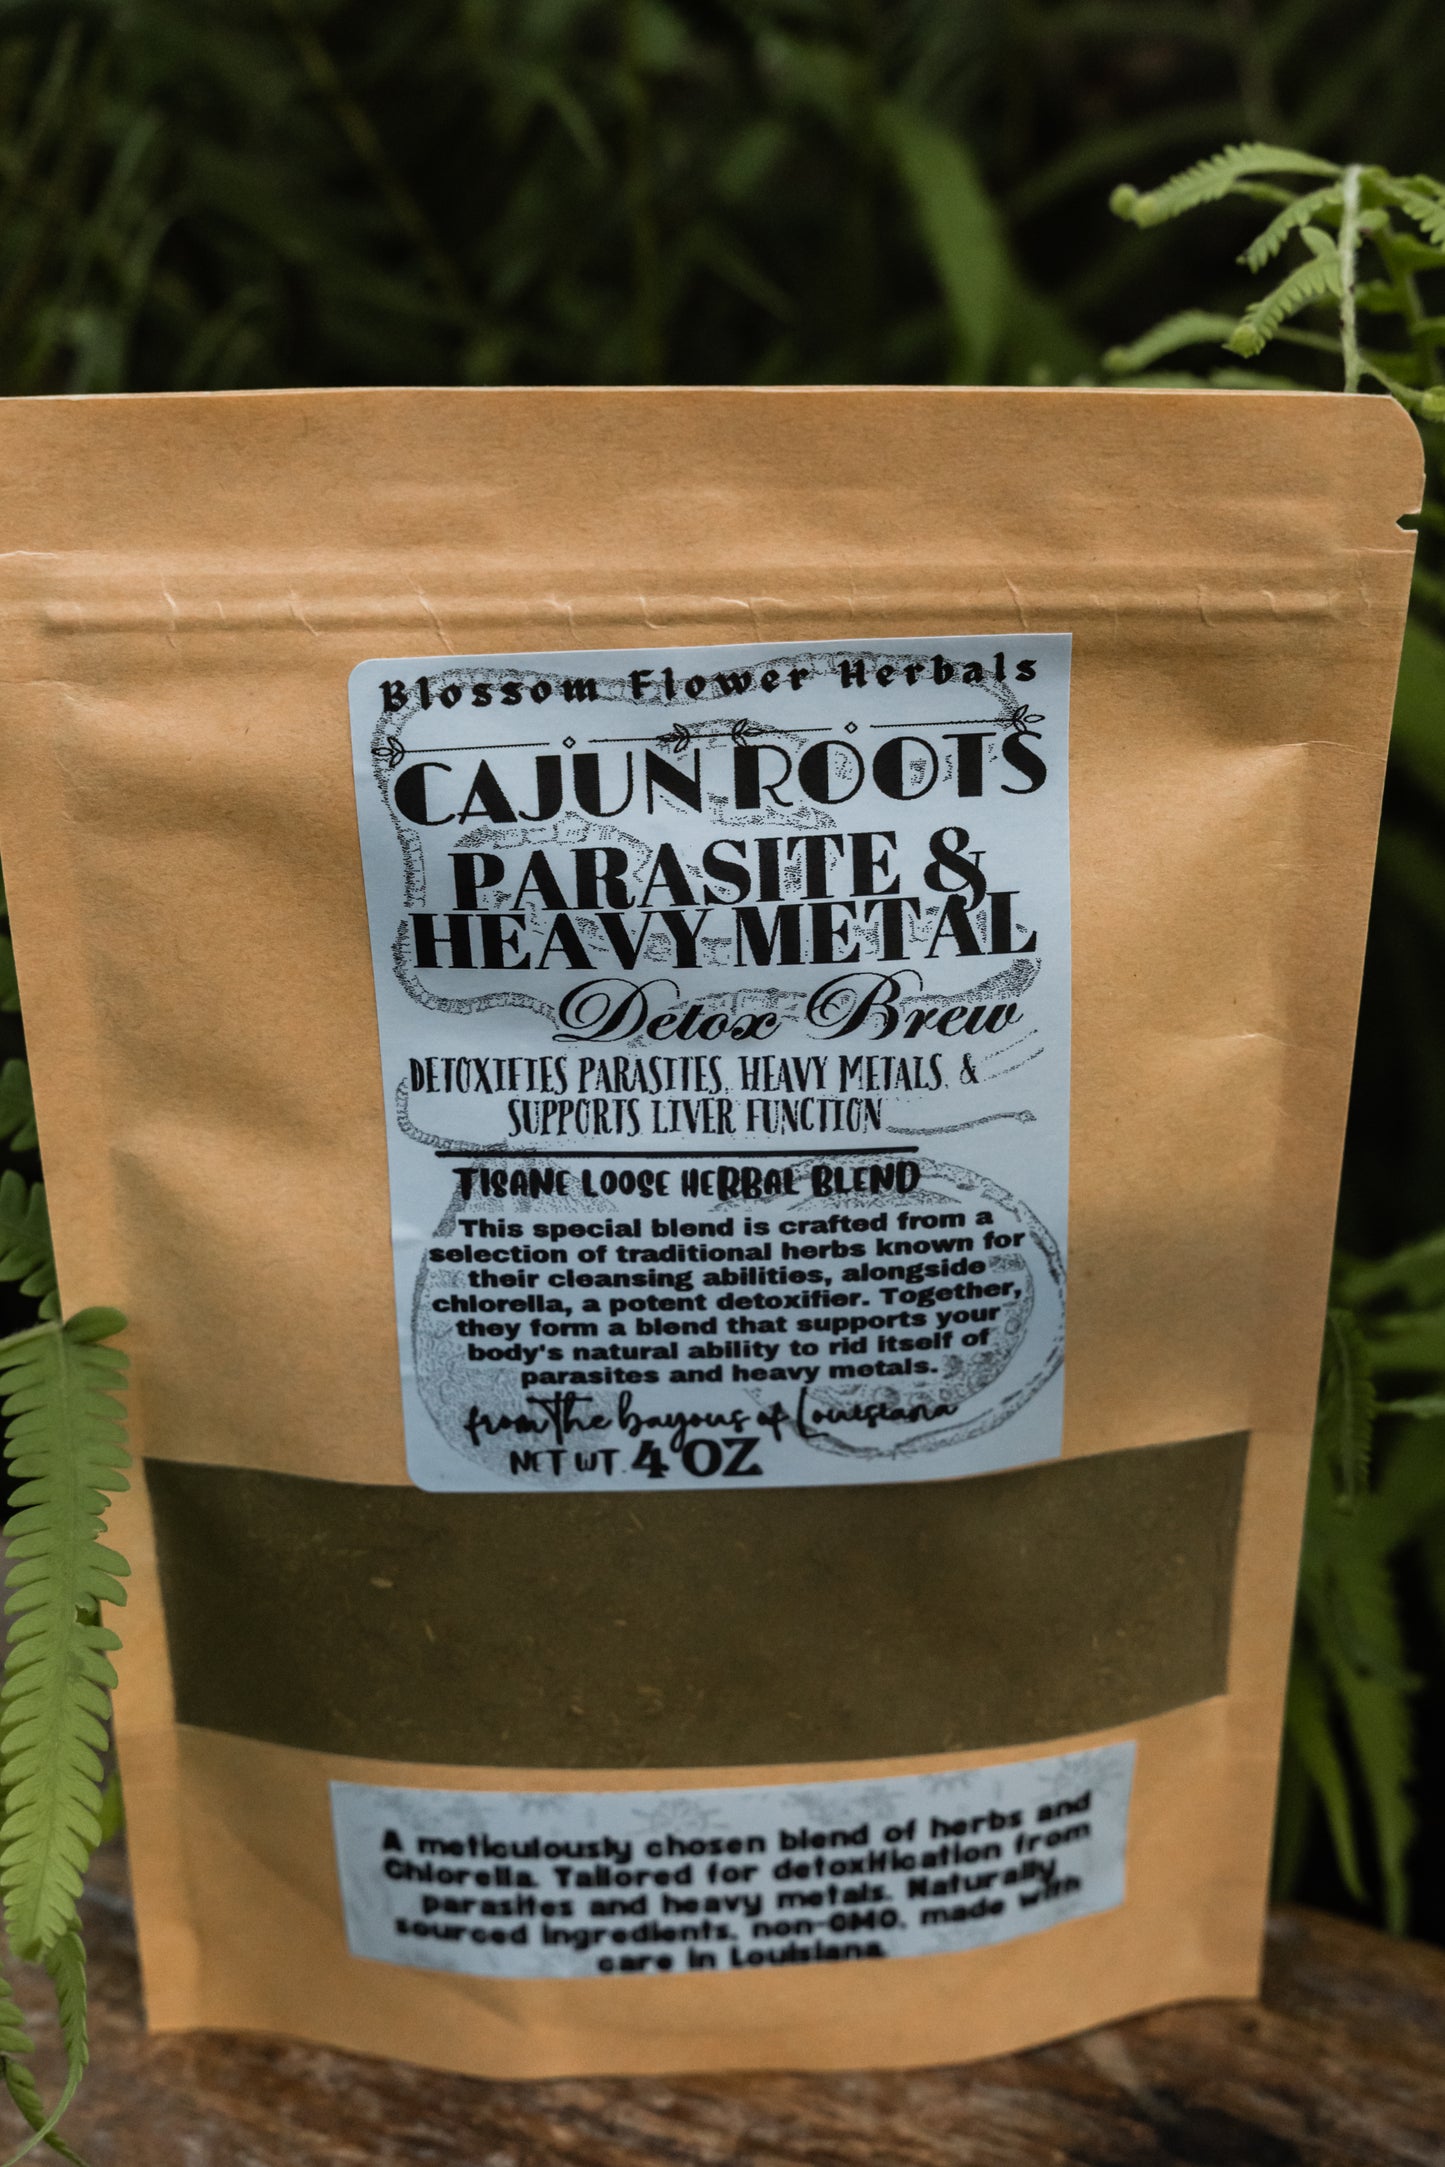 Blossom Flower Herbals
CAJUN ROOTS
PARASITE &
HEAVY METAL
Detox Brew
DETOXIFIES PARASITES, HEAVY METALS, &
SUPPORTS LIVER FUNCTION
TISANE LOOSE HERBAL BLEND
This special blend is crafted from a
selection of traditional herbs known for
their cleansing abilities, alongside
chlorella, a potent detoxifier. Together,
they form a blend that supports your
body's natural ability to rid itself of
parasites and heavy metals.
from the bayous of Louisiana
NET WT. 4 OZ
A meticulously chosen blend of herbs and
Chlorella. Tailored for detoxification from
parasites and heavy metals. Naturally
sourced ingredients, non-GMO, made with
care in Louisiana